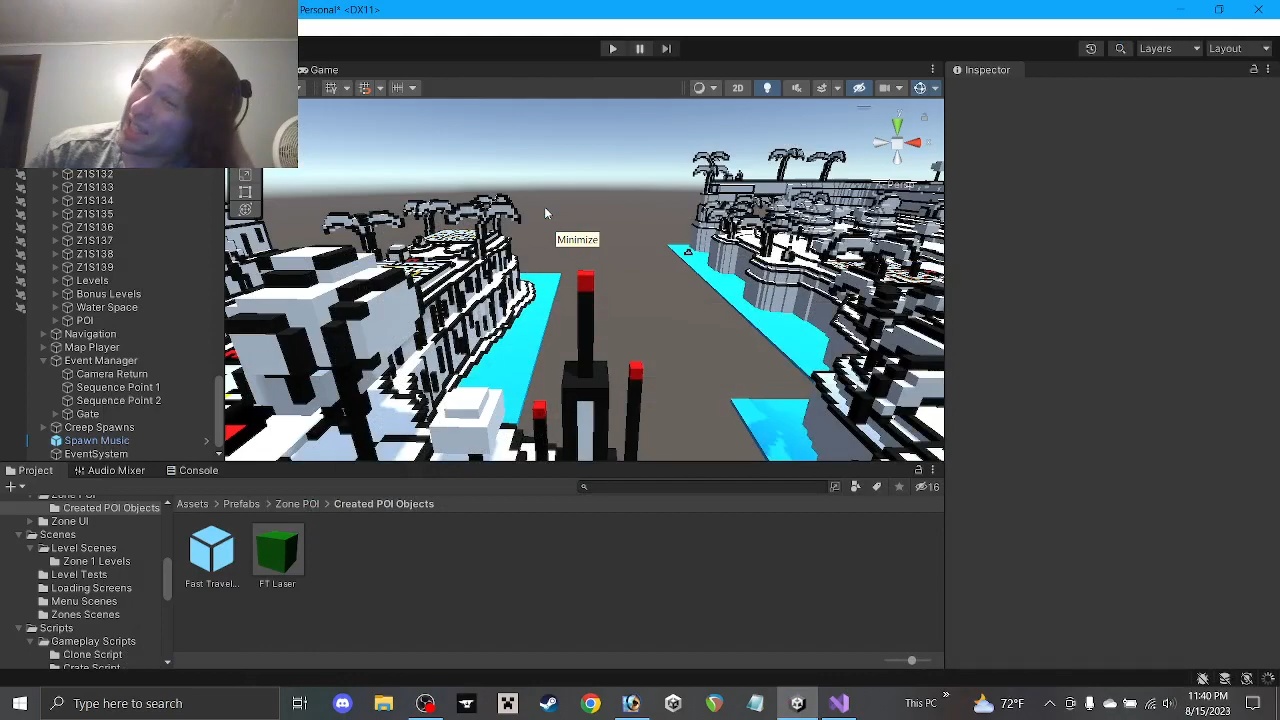 Personal* <DX11>
Layers
Layout
Game
Inspector
2D
y
x
Persp
Minimize
Z1S132
Z1S133
Z1S134
Z1S135
Z1S136
Z1S137
Z1S138
Z1S139
Levels
Bonus Levels
Water Space
POI
Navigation
Map Player
Event Manager
Camera Return
Sequence Point 1
Sequence Point 2
Gate
Creep Spawns
Spawn Music
EventSystem
Project
Audio Mixer
Console
16
Created POI Objects
Zone UI
Scenes
Level Scenes
Zone 1 Levels
Level Tests
Loading Screens
Menu Scenes
Zones Scenes
Scripts
Gameplay Scripts
Clone Script
Crate Script
Assets > Prefabs > Zone POI > Created POI Objects
Fast Travel...
FT Laser
Type here to search
This PC
72°F
11:40 PM
8/15/2023